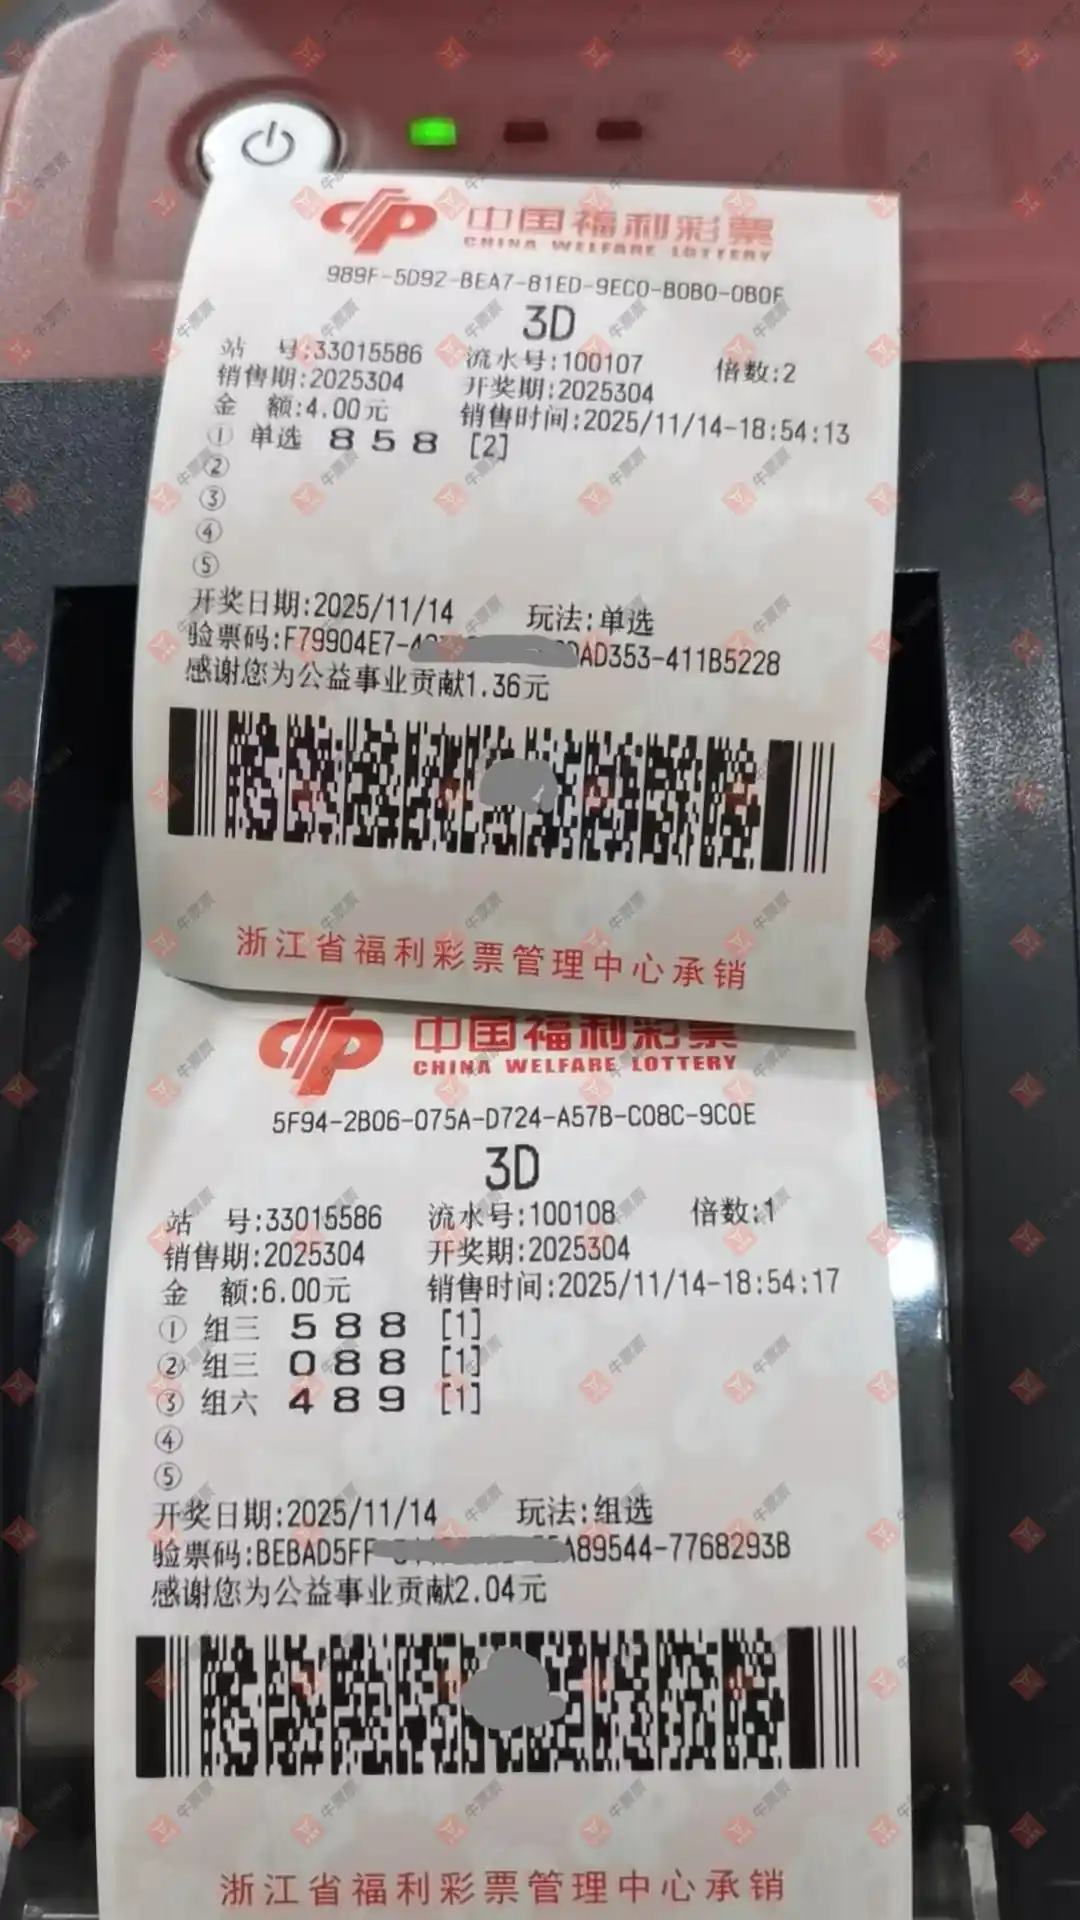 中国福利彩票
CHINA WELFARE LOTTERY
989F-5D92-BEA7-81ED-9EC0-B0B0-0B0F
3D
站 号:33015586 流水号:100107 倍数:2
销售期:2025304 开奖期:2025304
金 额:4.00元 销售时间:2025/11/14-18:54:13
① 单选 8 5 8 [2]
②
③
④
⑤
开奖日期:2025/11/14 玩法:单选
验票码:F79904E7-4 AD353-411B5228
感谢您为公益事业贡献1.36元
浙江省福利彩票管理中心承销
中国福利彩票
CHINA WELFARE LOTTERY
5F94-2B06-075A-D724-A57B-C08C-9C0E
3D
站 号:33015586 流水号:100108 倍数:1
销售期:2025304 开奖期:2025304
金 额:6.00元 销售时间:2025/11/14-18:54:17
① 组三 5 8 8 [1]
② 组三 0 8 8 [1]
③ 组六 4 8 9 [1]
④
⑤
开奖日期:2025/11/14 玩法:组选
验票码:BEBAD5FF- A89544-7768293B
感谢您为公益事业贡献2.04元
浙江省福利彩票管理中心承销
牛票票